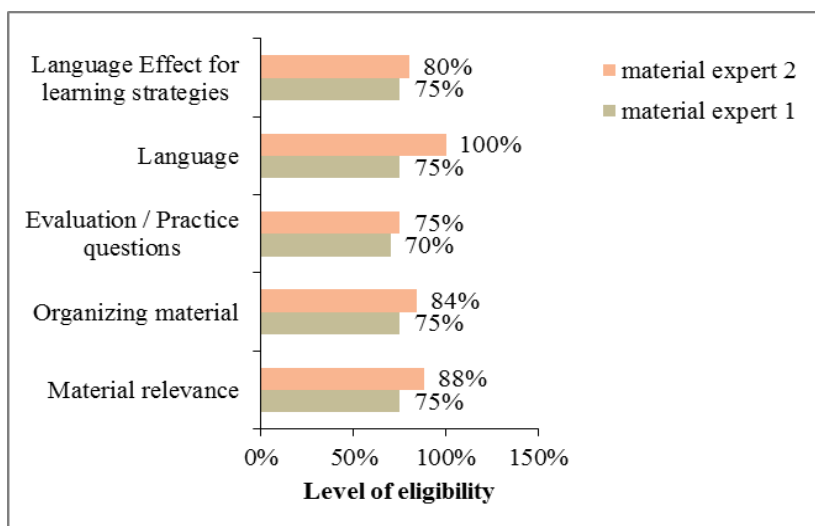 Language Effect for
learning strategies
80%
75%
material expert 2
material expert 1
Language
100%
75%
Evaluation / Practice
questions
75%
70%
Organizing material
84%
75%
Material relevance
88%
75%
0% 50% 100% 150%
Level of eligibility